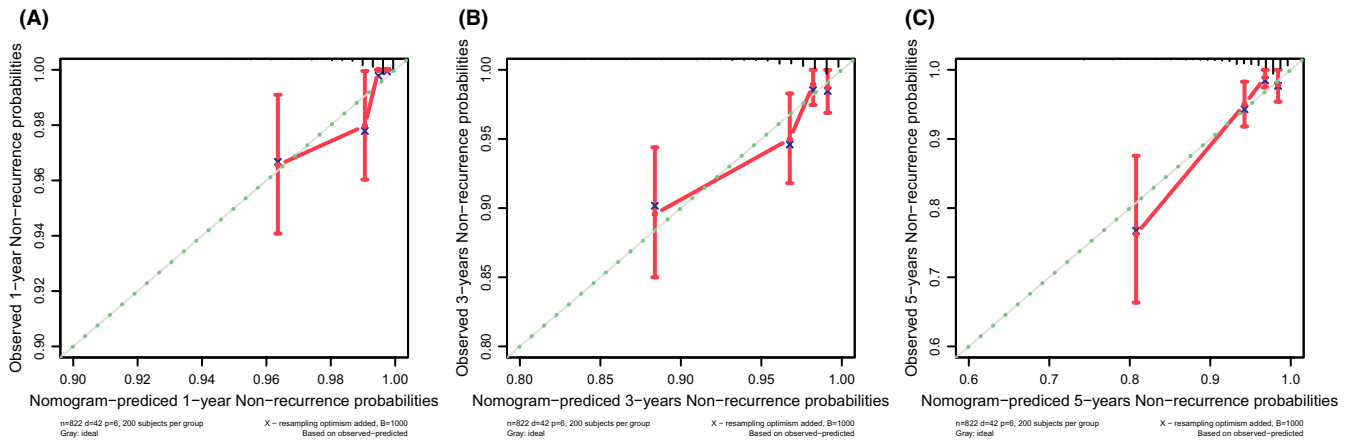 (A)
Observed 1−year Non−recurrence probabilities
1.00
0.98
0.96
0.94
0.92
0.90
0.90 0.92 0.94 0.96 0.98 1.00
Nomogram−prediced 1−year Non−recurrence probabilities
n=822 d=42 p=6, 200 subjects per group X − resampling optimism added, B=1000
Gray: ideal Based on observed−predicted
(B)
Observed 3−years Non−recurrence probabilities
1.00
0.95
0.90
0.85
0.80
0.80 0.85 0.90 0.95 1.00
Nomogram−prediced 3−years Non−recurrence probabilities
n=822 d=42 p=6, 200 subjects per group X − resampling optimism added, B=1000
Gray: ideal Based on observed−predicted
(C)
Observed 5−years Non−recurrence probabilities
1.0
0.9
0.8
0.7
0.6
0.6 0.7 0.8 0.9 1.0
Nomogram−prediced 5−years Non−recurrence probabilities
n=822 d=42 p=6, 200 subjects per group X − resampling optimism added, B=1000
Gray: ideal Based on observed−predicted